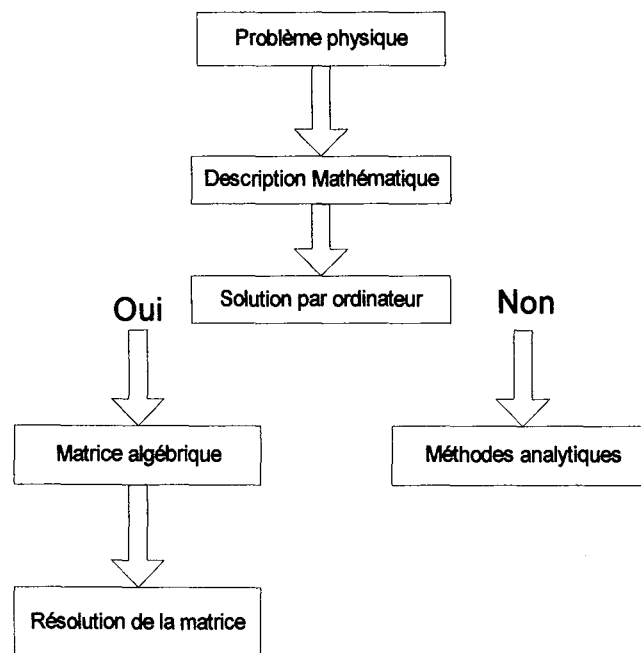 Problème physique
Description Mathématique
Solution par ordinateur
Oui
Non
Matrice algébrique
Méthodes analytiques
Résolution de la matrice